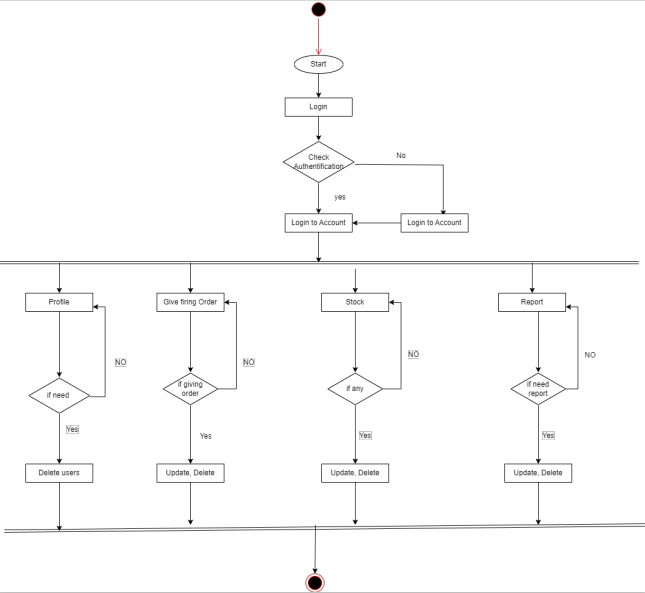 Start
Login
Check
Authentification
No
yes
Login to Account
Login to Account
Profile
Give firing Order
Stock
Report
NO
NO
NO
NO
if need
if giving
order
if any
if need
report
Yes
Yes
Yes
Yes
Delete users
Update, Delete
Update, Delete
Update, Delete